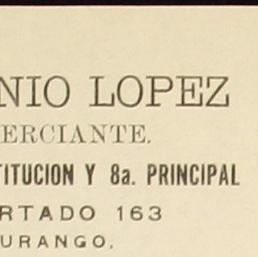 NIO LOPEZ
ERCIANTE.
TITUCION Y 8a. PRINCIPAL
RTADO 163
URANGO.